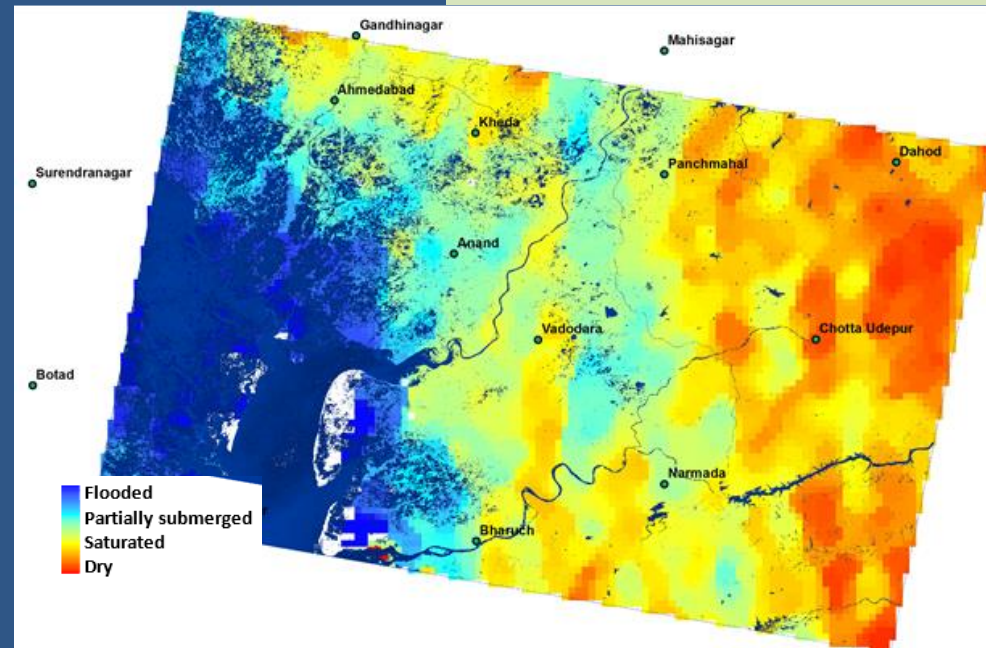 Gandhinagar
Mahisagar
Ahmedabad
Kheda
Dahod
Panchmahal
Surendranagar
Anand
Vadodara
Chotta Udepur
Botad
Narmada
Flooded
Partially submerged
Saturated
Dry
Bharuch